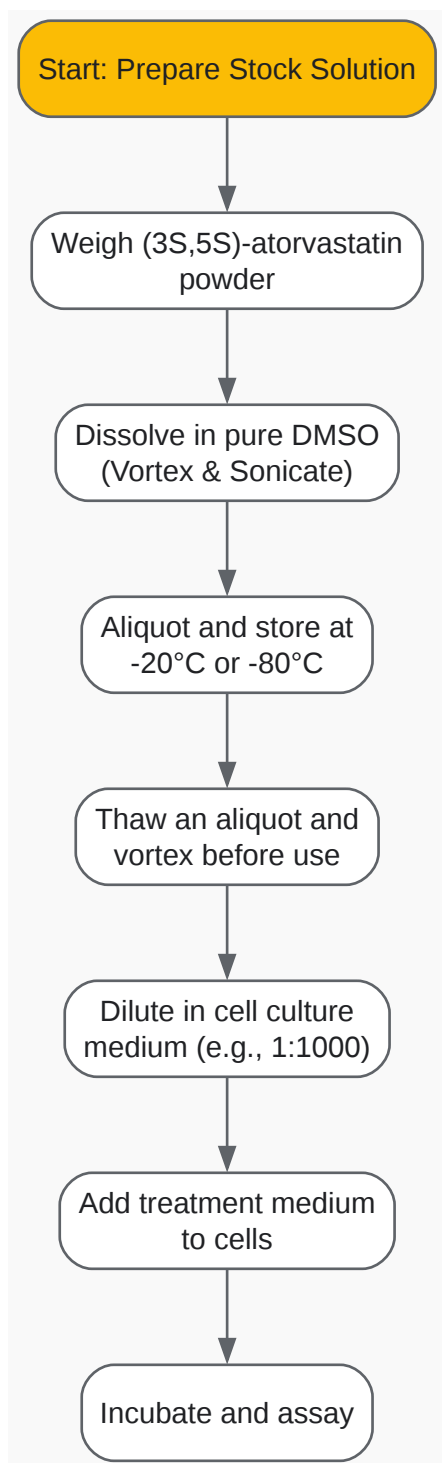 Start: Prepare Stock Solution
Weigh (3S,5S)-atorvastatin
powder
Dissolve in pure DMSO
(Vortex & Sonicate)
Aliquot and store at
-20°C or -80°C
Thaw an aliquot and
vortex before use
Dilute in cell culture
medium (e.g., 1:1000)
Add treatment medium
to cells
Incubate and assay